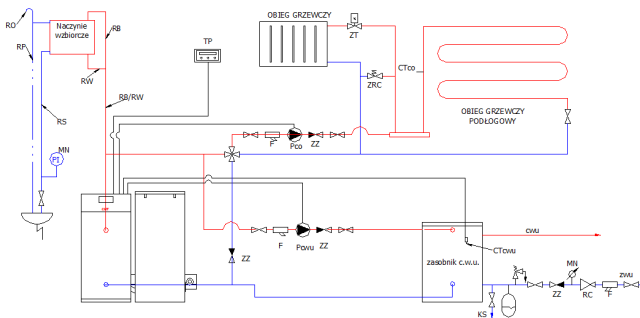 RO
Naczynie
wzbiorcze
RB
RP
RW
TP
OBIEG GRZEWCZY
ZT
CTco
ZRC
OBIEG GRZEWCZY
PODŁOGOWY
RB/RW
RS
MN
PI
F
Pco
ZZ
F
Pcwu
ZZ
ZZ
cwu
CTcwu
zasobnik c.w.u.
MN
zwu
ZZ
RC
F
KS